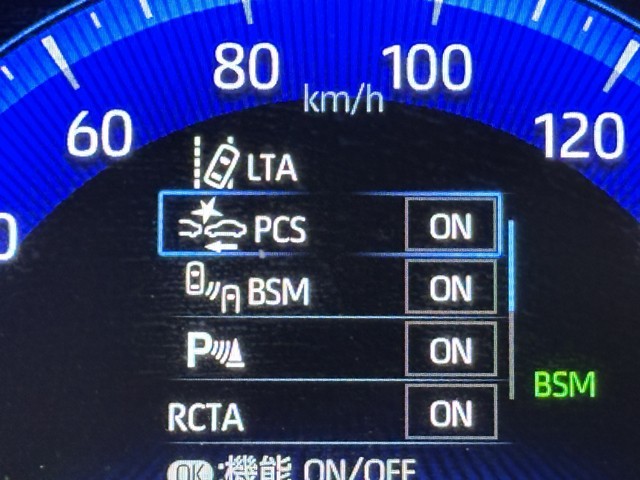 80
100
km/h
60
120
0
LTA
PCS ON
BSM ON
P ON
BSM
RCTA ON
OK:機能 ON/OFF